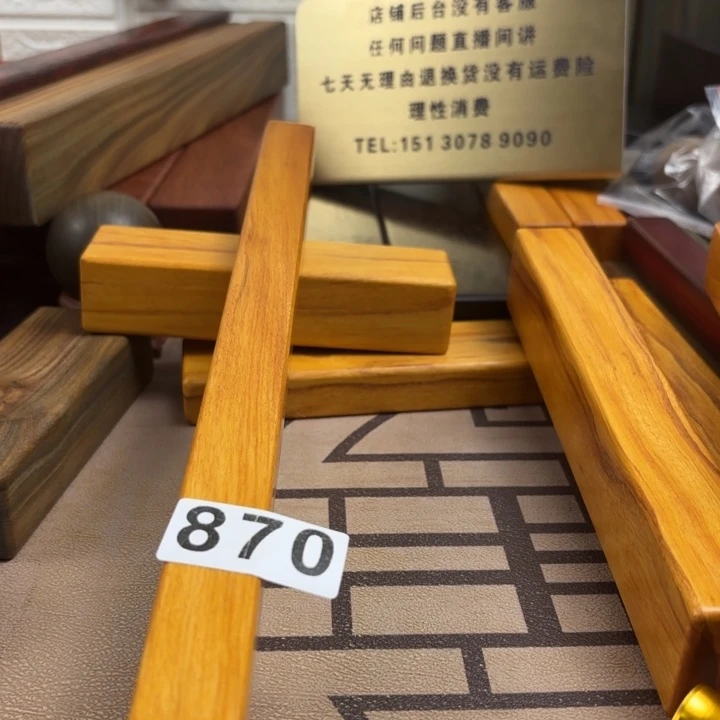 店铺后台没有客服
任何问题直播间讲
七天无理由退换货没有运费险
理性消费
TEL:151 3078 9090
870